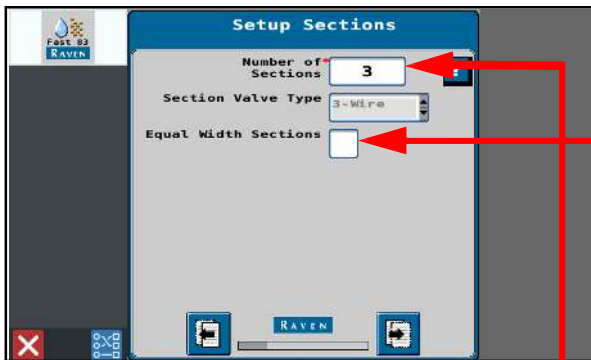 Setup Sections
Fast 83
RAVEN
Number of*
Sections
3
Section Valve Type
3-Wire
Equal Width Sections
RAVEN